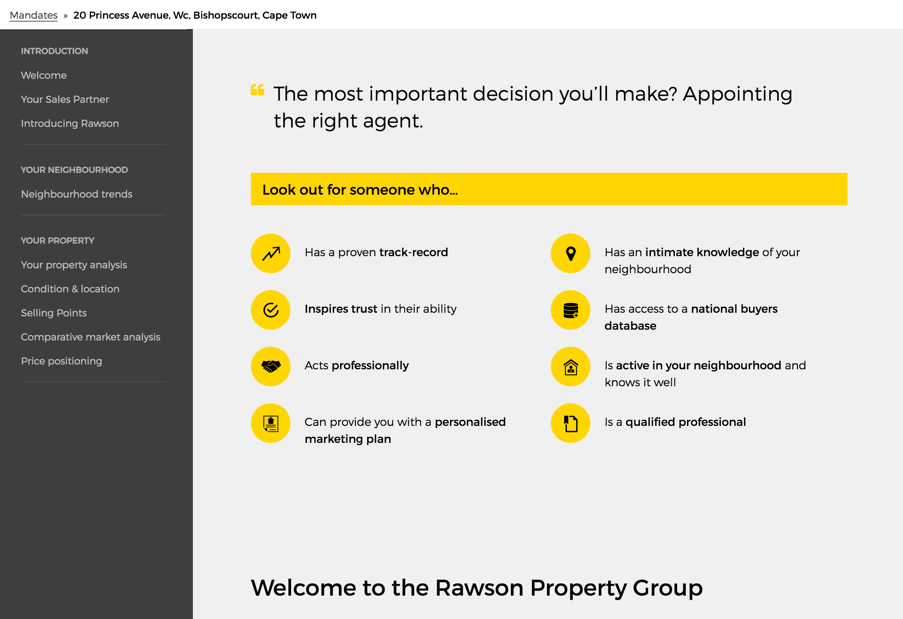 Mandates » 20 Princess Avenue, Wc, Bishopscourt, Cape Town
INTRODUCTION
Welcome
Your Sales Partner
Introducing Rawson
YOUR NEIGHBOURHOOD
Neighbourhood trends
YOUR PROPERTY
Your property analysis
Condition & location
Selling Points
Comparative market analysis
Price positioning
❝ The most important decision you’ll make? Appointing
the right agent.
Look out for someone who...
Has a proven track-record
Has an intimate knowledge of your
neighbourhood
Inspires trust in their ability
Has access to a national buyers
database
Acts professionally
Is active in your neighbourhood and
knows it well
Can provide you with a personalised
marketing plan
Is a qualified professional
Welcome to the Rawson Property Group